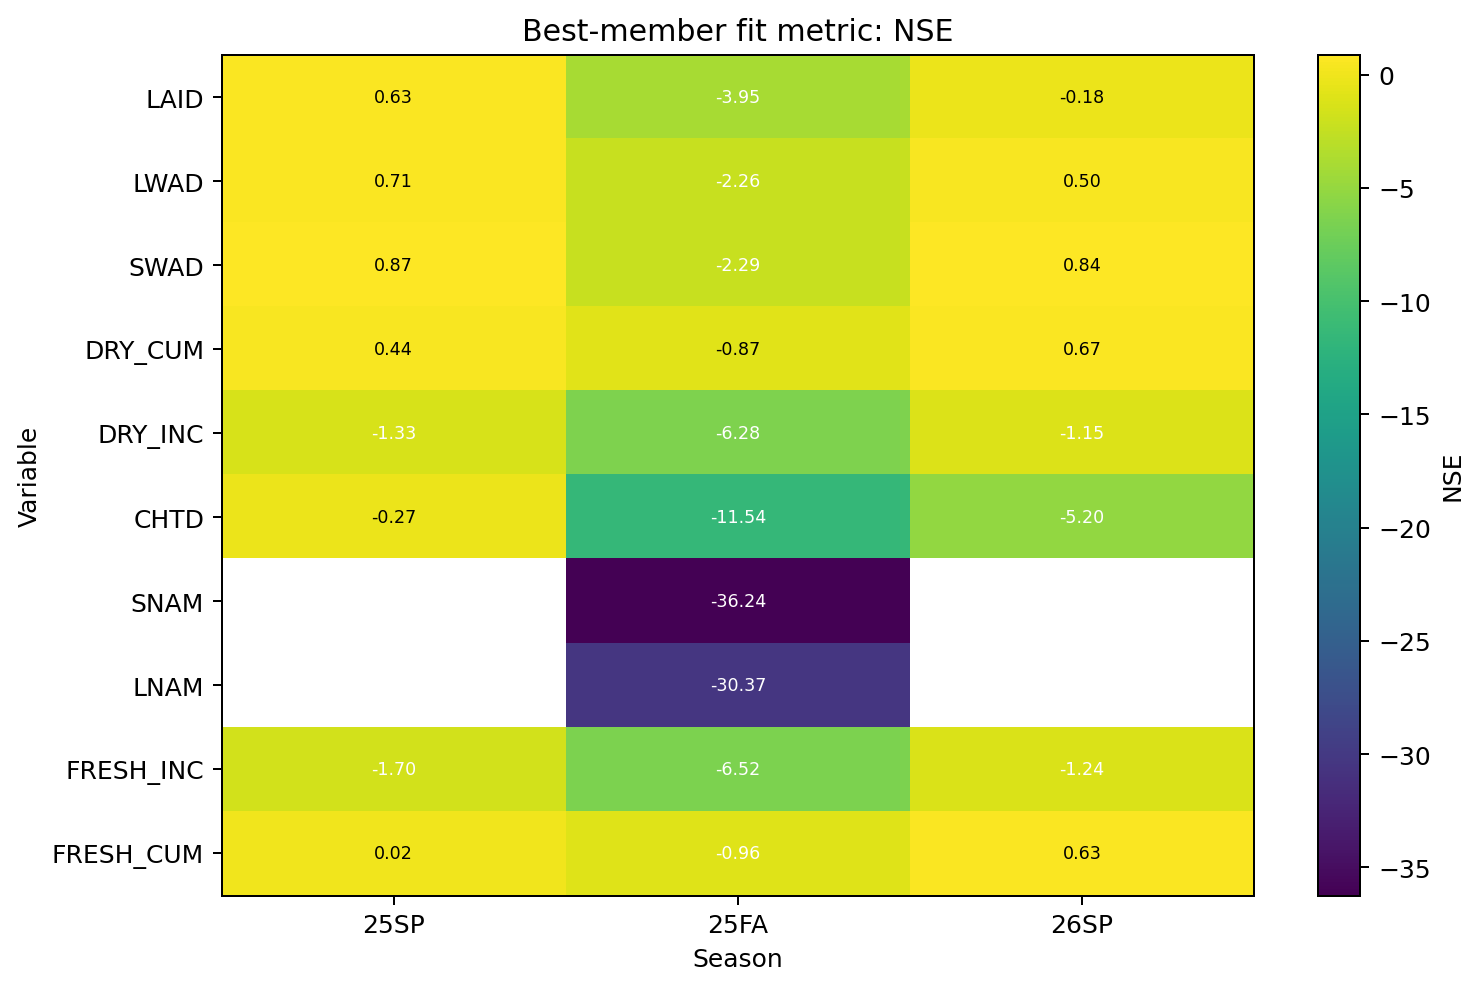 Best-member fit metric: NSE
LAID 0.63 -3.95 -0.18
LWAD 0.71 -2.26 0.50
SWAD 0.87 -2.29 0.84
DRY_CUM 0.44 -0.87 0.67
DRY_INC -1.33 -6.28 -1.15
CHTD -0.27 -11.54 -5.20
SNAM -36.24
LNAM -30.37
FRESH_INC -1.70 -6.52 -1.24
FRESH_CUM 0.02 -0.96 0.63
Variable
25SP 25FA 26SP
Season
0
−5
−10
−15
−20
−25
−30
−35
NSE